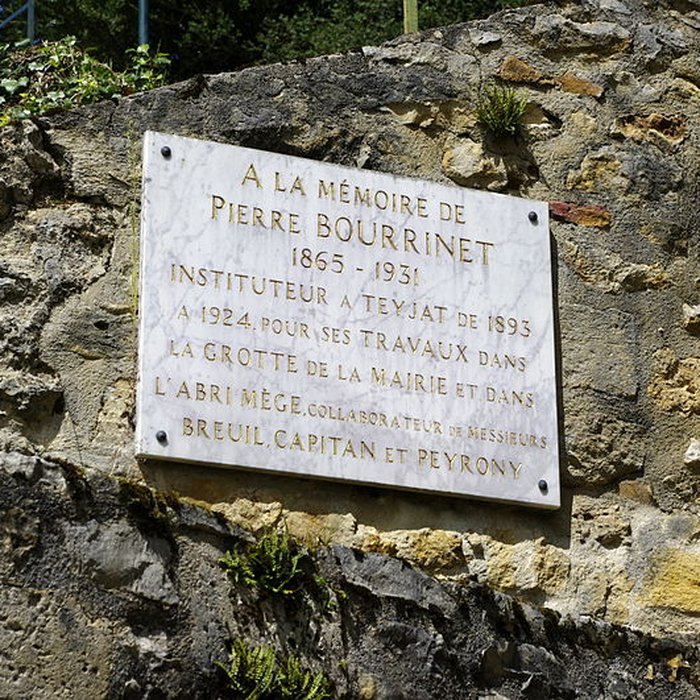 A LA MÉMOIRE DE
PIERRE BOURRINET
1865 - 1931
INSTITUTEUR A TEYJAT DE 1893
A 1924, POUR SES TRAVAUX DANS
LA GROTTE DE LA MAIRIE ET DANS
L'ABRI MÈGE, COLLABORATEUR DE MESSIEURS
BREUIL, CAPITAN ET PEYRONY